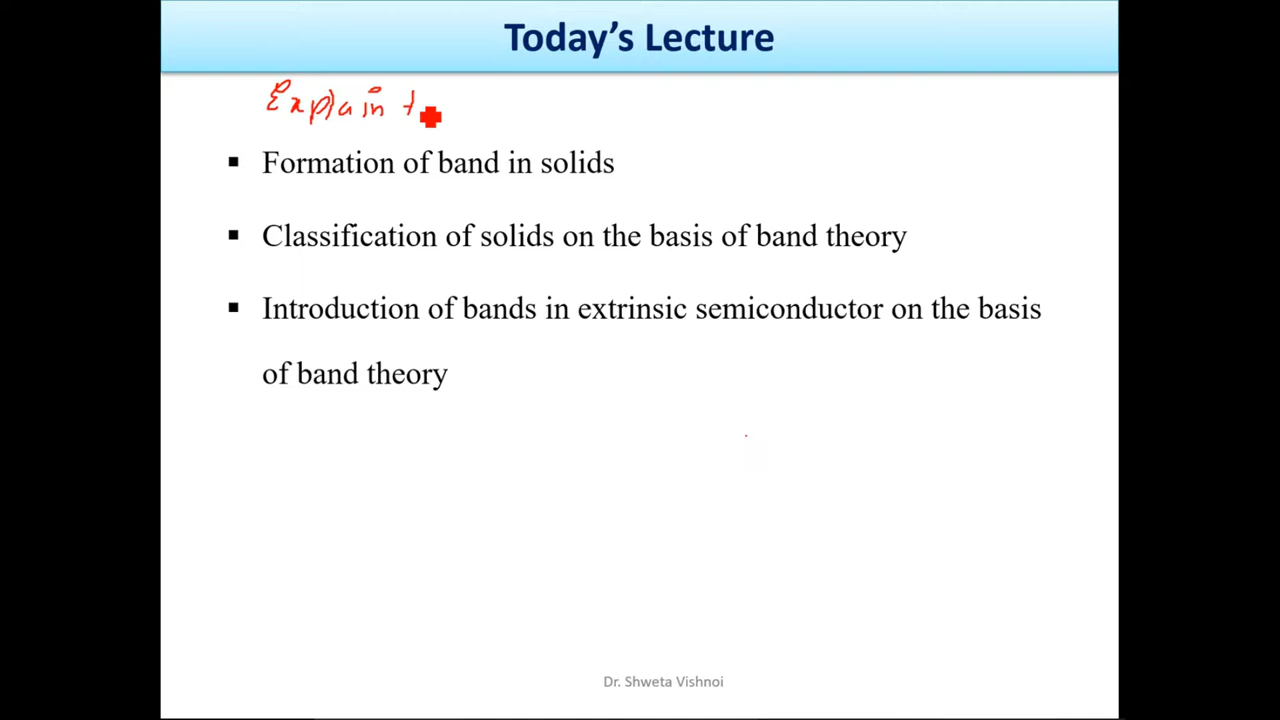 Today's Lecture
Explain t
▪ Formation of band in solids
▪ Classification of solids on the basis of band theory
▪ Introduction of bands in extrinsic semiconductor on the basis
of band theory
Dr. Shweta Vishnoi